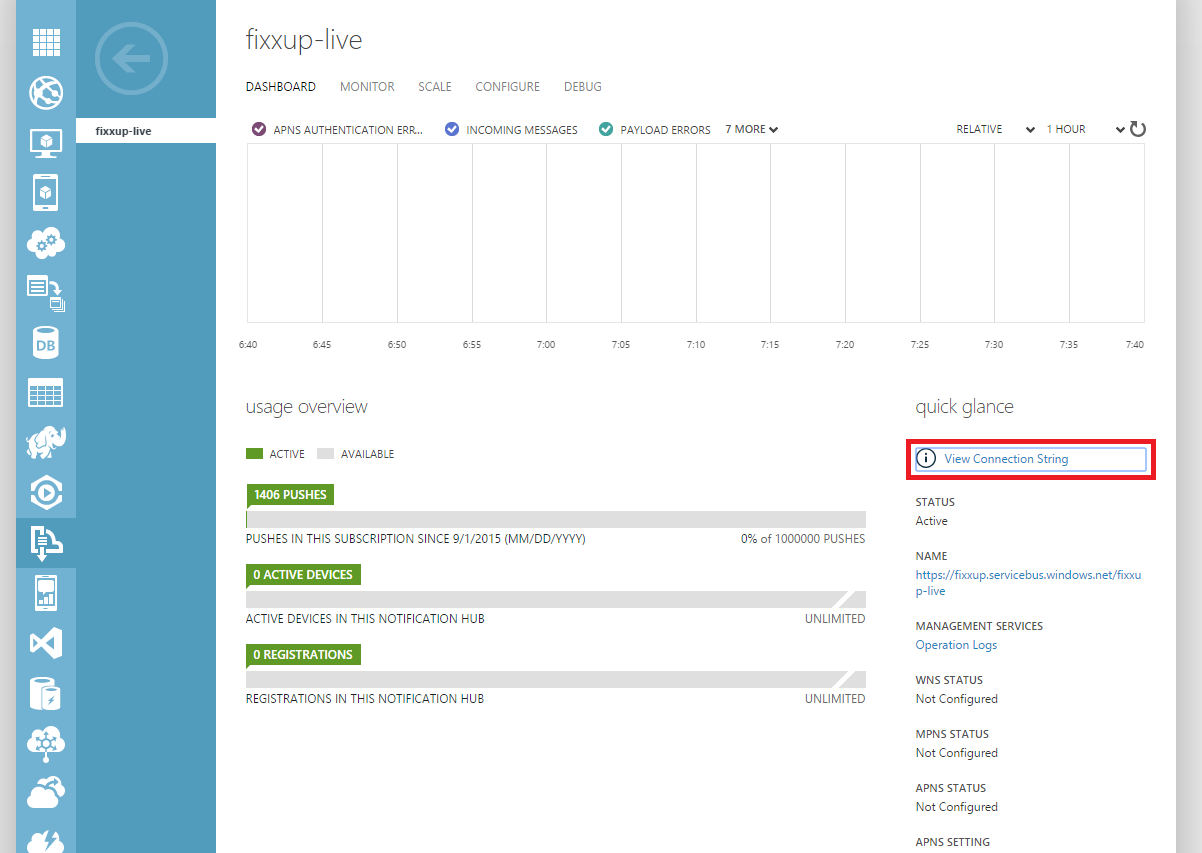 fixxup-live
DASHBOARD MONITOR SCALE CONFIGURE DEBUG
fixxup-live
APNS AUTHENTICATION ERR... INCOMING MESSAGES PAYLOAD ERRORS 7 MORE RELATIVE 1 HOUR
6:40 6:45 6:50 6:55 7:00 7:05 7:10 7:15 7:20 7:25 7:30 7:35 7:40
DB
usage overview
ACTIVE AVAILABLE
1406 PUSHES
PUSHES IN THIS SUBSCRIPTION SINCE 9/1/2015 (MM/DD/YYYY) 0% of 1000000 PUSHES
0 ACTIVE DEVICES
ACTIVE DEVICES IN THIS NOTIFICATION HUB UNLIMITED
0 REGISTRATIONS
REGISTRATIONS IN THIS NOTIFICATION HUB UNLIMITED
quick glance
View Connection String
STATUS
Active
NAME
https://fixxup.servicebus.windows.net/fixxu
p-live
MANAGEMENT SERVICES
Operation Logs
WNS STATUS
Not Configured
MPNS STATUS
Not Configured
APNS STATUS
Not Configured
APNS SETTING